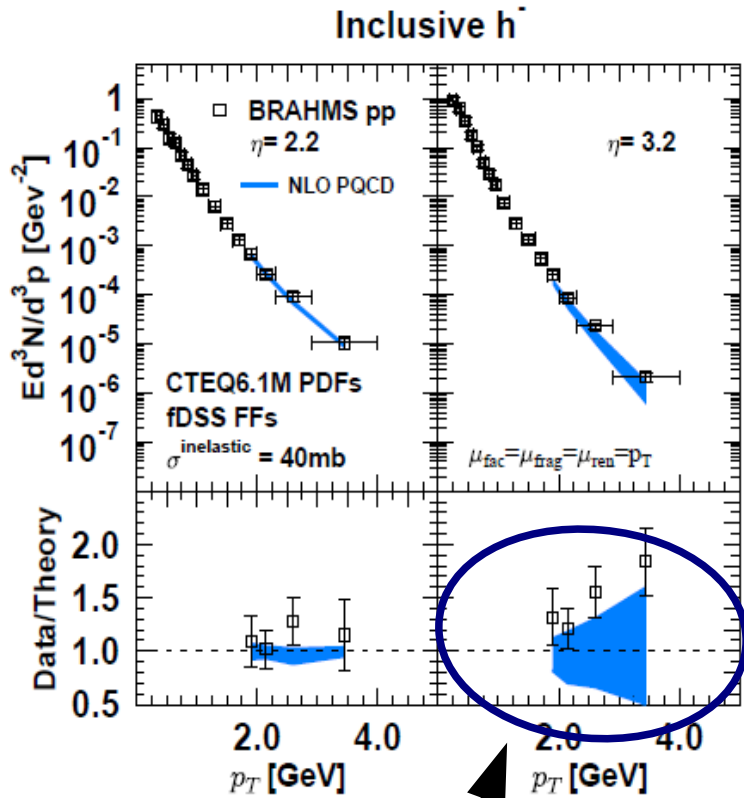 Inclusive h⁻
Ed³N/d³p [Gev⁻²]
1
10⁻¹
10⁻²
10⁻³
10⁻⁴
10⁻⁵
10⁻⁶
10⁻⁷
BRAHMS pp
η= 2.2
NLO PQCD
CTEQ6.1M PDFs
fDSS FFs
σ^inelastic = 40mb
η= 3.2
μ_fac=μ_frag=μ_ren=p_T
Data/Theory
2.0
1.5
1.0
0.5
2.0 4.0
p_T [GeV]
2.0 4.0
p_T [GeV]